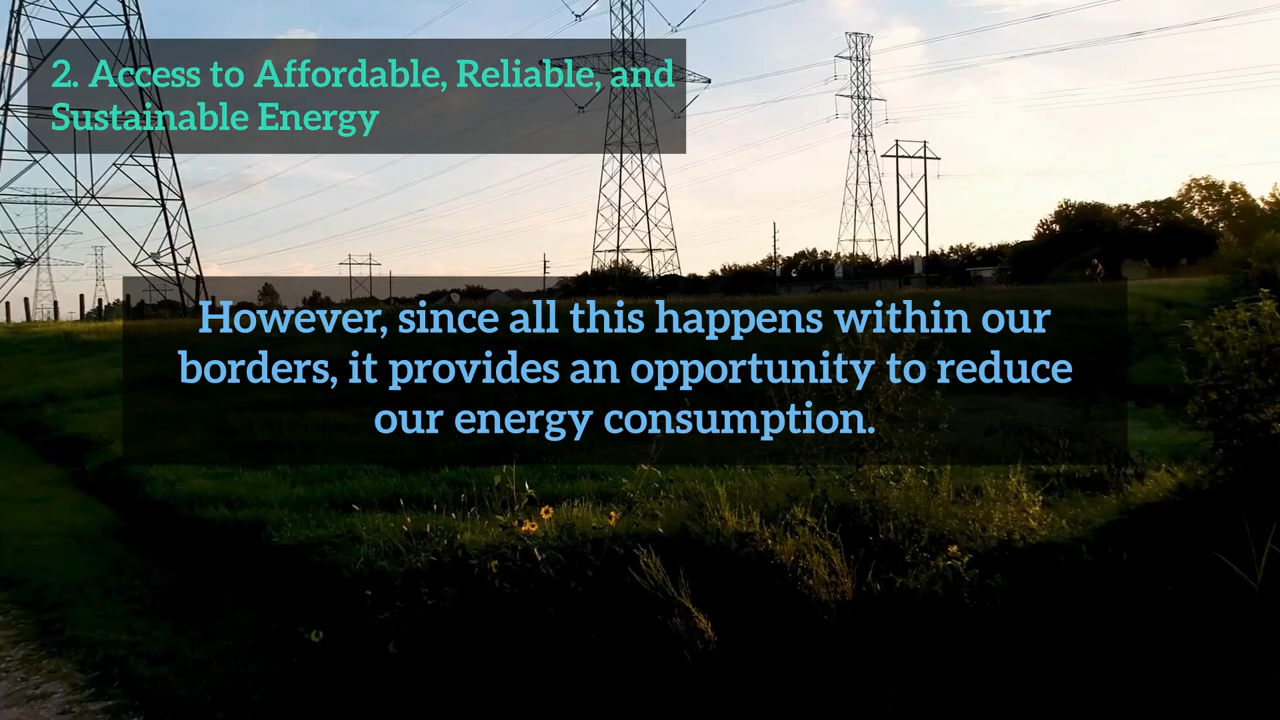 2. Access to Affordable, Reliable, and
Sustainable Energy
However, since all this happens within our
borders, it provides an opportunity to reduce
our energy consumption.